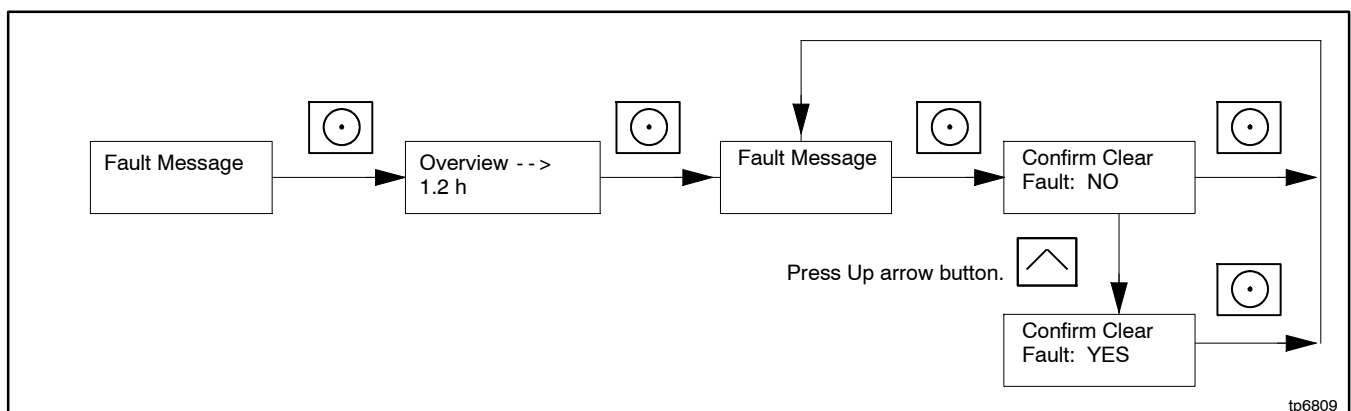 Fault Message
Overview - - >
1.2 h
Fault Message
Confirm Clear
Fault: NO
Press Up arrow button.
Confirm Clear
Fault: YES
tp6809